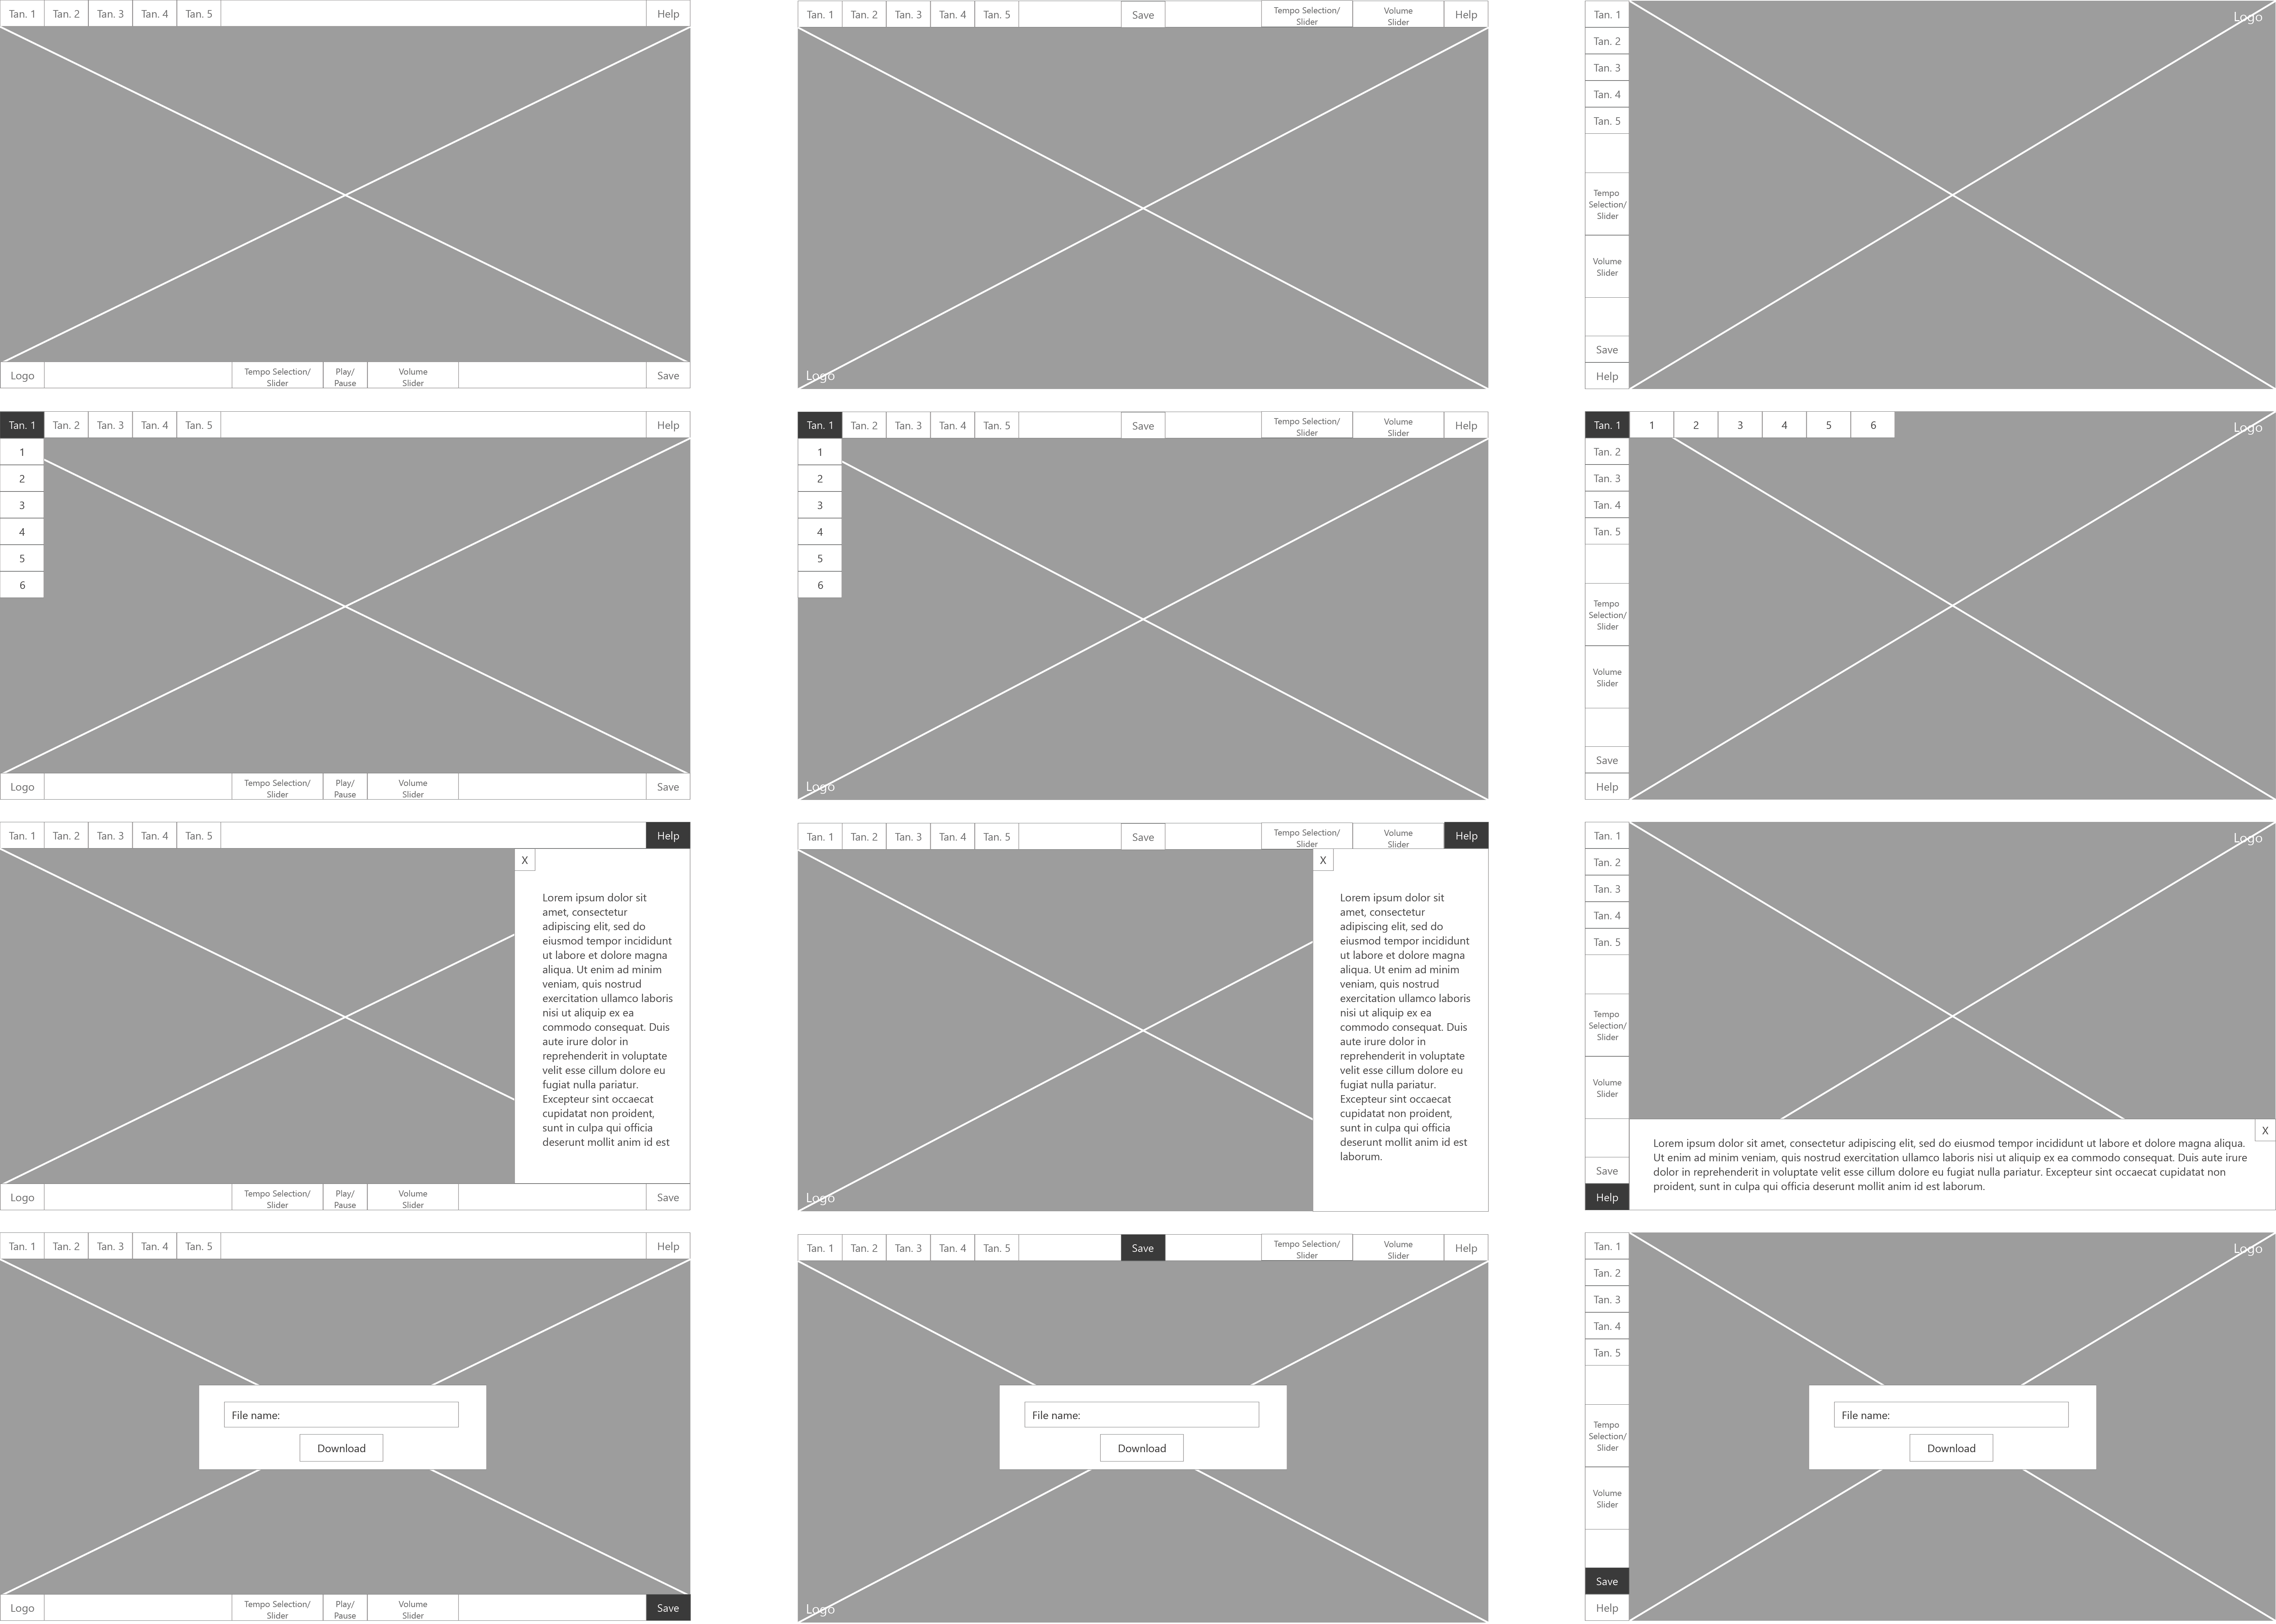 Tan. 1 Tan. 2 Tan. 3 Tan. 4 Tan. 5 Help
Logo Tempo Selection/ Play/ Volume Save
Slider Pause Slider
Tan. 1 Tan. 2 Tan. 3 Tan. 4 Tan. 5 Save Tempo Selection/ Volume Help
Slider Slider
Logo
Tan. 1
Logo
Tan. 2
Tan. 3
Tan. 4
Tan. 5
Tempo
Selection/
Slider
Volume
Slider
Save
Help
Tan. 1 Tan. 2 Tan. 3 Tan. 4 Tan. 5 Help
1
2
3
4
5
6
Logo Tempo Selection/ Play/ Volume Save
Slider Pause Slider
Tan. 1 Tan. 2 Tan. 3 Tan. 4 Tan. 5 Save Tempo Selection/ Volume Help
Slider Slider
1
2
3
4
5
6
Logo
Tan. 1 1 2 3 4 5 6 Logo
Tan. 2
Tan. 3
Tan. 4
Tan. 5
Tempo
Selection/
Slider
Volume
Slider
Save
Help
Tan. 1 Tan. 2 Tan. 3 Tan. 4 Tan. 5 Help
X
Lorem ipsum dolor sit
amet, consectetur
adipiscing elit, sed do
eiusmod tempor incididunt
ut labore et dolore magna
aliqua. Ut enim ad minim
veniam, quis nostrud
exercitation ullamco laboris
nisi ut aliquip ex ea
commodo consequat. Duis
aute irure dolor in
reprehenderit in voluptate
velit esse cillum dolore eu
fugiat nulla pariatur.
Excepteur sint occaecat
cupidatat non proident,
sunt in culpa qui officia
deserunt mollit anim id est
Logo Tempo Selection/ Play/ Volume Save
Slider Pause Slider
Tan. 1 Tan. 2 Tan. 3 Tan. 4 Tan. 5 Save Tempo Selection/ Volume Help
Slider Slider
X
Lorem ipsum dolor sit
amet, consectetur
adipiscing elit, sed do
eiusmod tempor incididunt
ut labore et dolore magna
aliqua. Ut enim ad minim
veniam, quis nostrud
exercitation ullamco laboris
nisi ut aliquip ex ea
commodo consequat. Duis
aute irure dolor in
reprehenderit in voluptate
velit esse cillum dolore eu
fugiat nulla pariatur.
Excepteur sint occaecat
cupidatat non proident,
sunt in culpa qui officia
deserunt mollit anim id est
laborum.
Logo
Tan. 1 Logo
Tan. 2
Tan. 3
Tan. 4
Tan. 5
Tempo
Selection/
Slider
Volume
Slider
X
Lorem ipsum dolor sit amet, consectetur adipiscing elit, sed do eiusmod tempor incididunt ut labore et dolore magna aliqua.
Ut enim ad minim veniam, quis nostrud exercitation ullamco laboris nisi ut aliquip ex ea commodo consequat. Duis aute irure
dolor in reprehenderit in voluptate velit esse cillum dolore eu fugiat nulla pariatur. Excepteur sint occaecat cupidatat non
proident, sunt in culpa qui officia deserunt mollit anim id est laborum.
Save
Help
Tan. 1 Tan. 2 Tan. 3 Tan. 4 Tan. 5 Help
File name:
Download
Logo Tempo Selection/ Play/ Volume Save
Slider Pause Slider
Tan. 1 Tan. 2 Tan. 3 Tan. 4 Tan. 5 Save Tempo Selection/ Volume Help
Slider Slider
File name:
Download
Logo
Tan. 1 Logo
Tan. 2
Tan. 3
Tan. 4
Tan. 5
Tempo
Selection/
Slider
Volume
Slider
File name:
Download
Save
Help